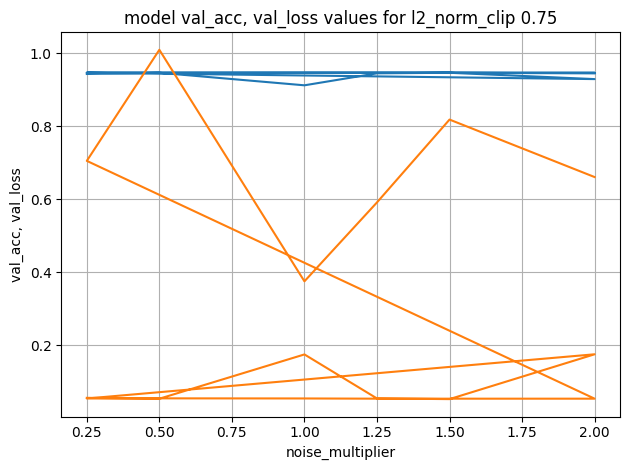 model val_acc, val_loss values for l2_norm_clip 0.75
val_acc, val_loss
1.0
0.8
0.6
0.4
0.2
0.25 0.50 0.75 1.00 1.25 1.50 1.75 2.00
noise_multiplier